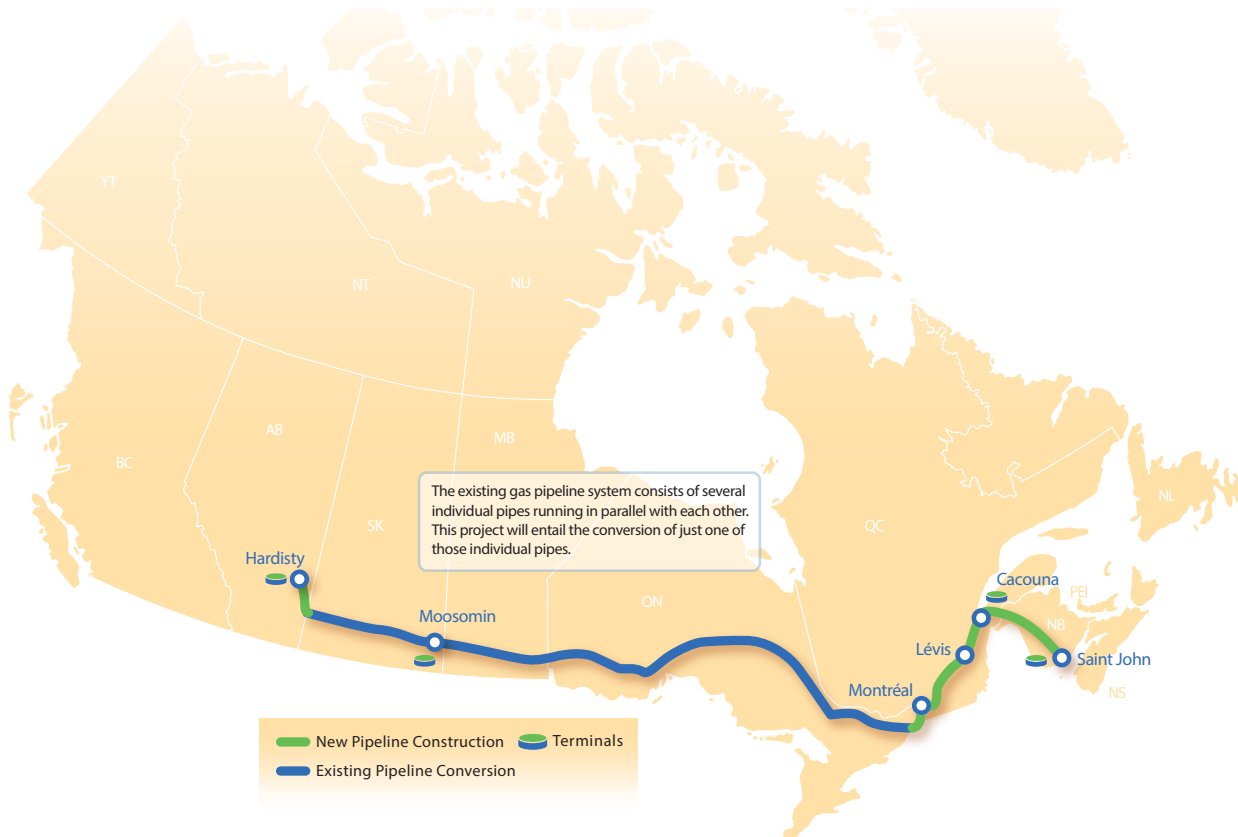 YT
NT
NU
AB
BC
SK
MB
The existing gas pipeline system consists of several
individual pipes running in parallel with each other.
This project will entail the conversion of just one of
those individual pipes.
NL
QC
Hardisty
Cacouna
PEI
ON
Moosomin
NB
Lévis
Saint John
Montréal
NS
New Pipeline Construction
Terminals
Existing Pipeline Conversion